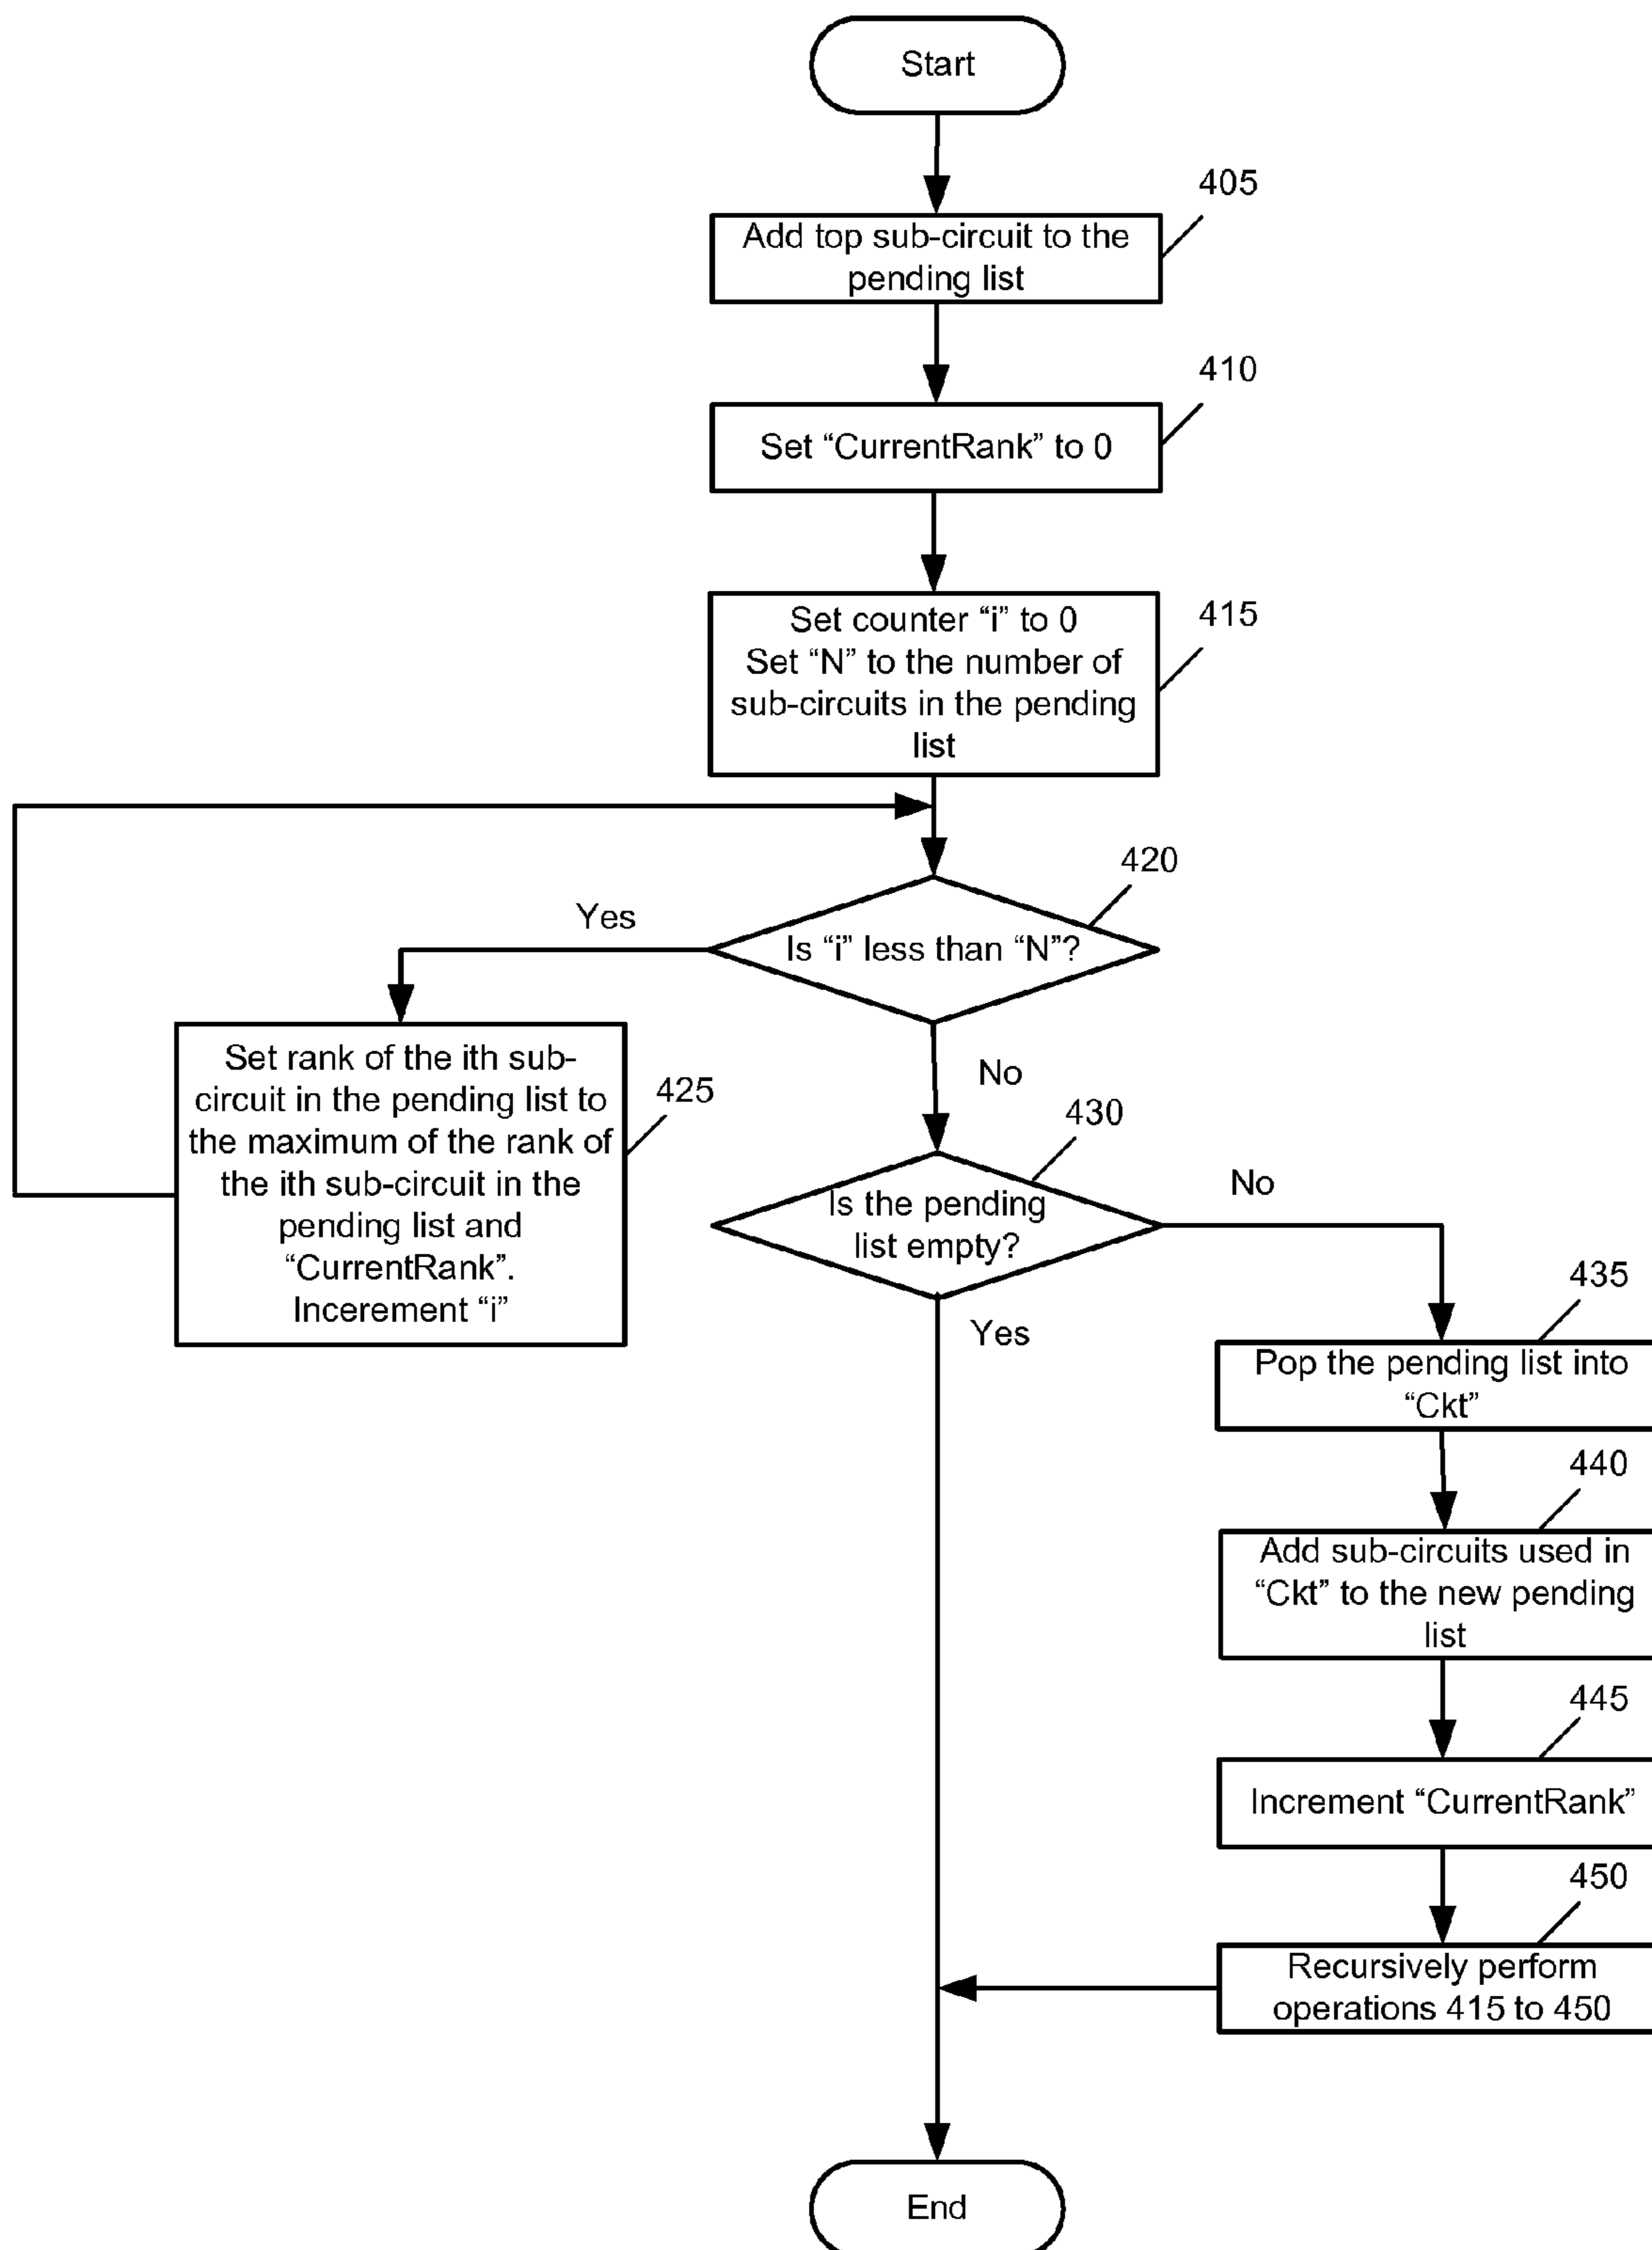 Start
405
Add top sub-circuit to the
pending list
410
Set “CurrentRank” to 0
415
Set counter “i” to 0
Set “N” to the number of
sub-circuits in the pending
list
420
Yes
Is “i” less than “N”?
No
425
Set rank of the ith sub-
circuit in the pending list to
the maximum of the rank of
the ith sub-circuit in the
pending list and
“CurrentRank”.
Incerement “i”
430
Is the pending
list empty?
No
Yes
435
Pop the pending list into
“Ckt”
440
Add sub-circuits used in
“Ckt” to the new pending
list
445
Increment “CurrentRank”
450
Recursively perform
operations 415 to 450
End